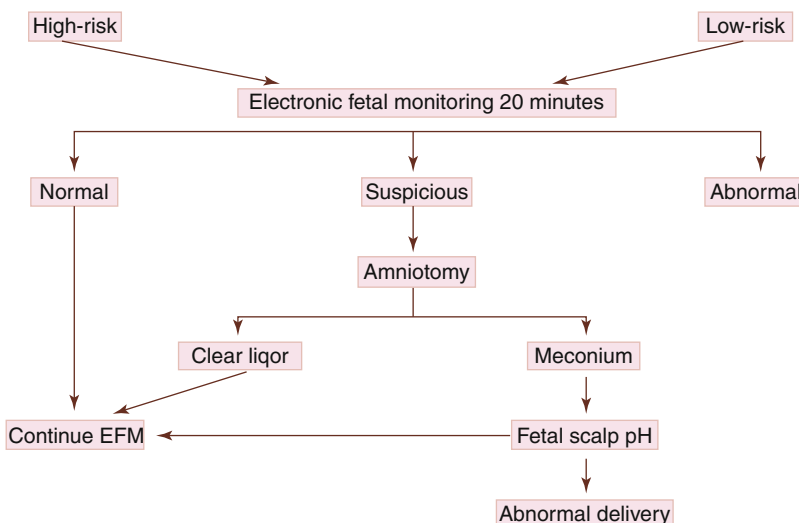 High-risk
Low-risk
Electronic fetal monitoring 20 minutes
Normal
Suspicious
Abnormal
Amniotomy
Clear liqor
Meconium
Continue EFM
Fetal scalp pH
Abnormal delivery